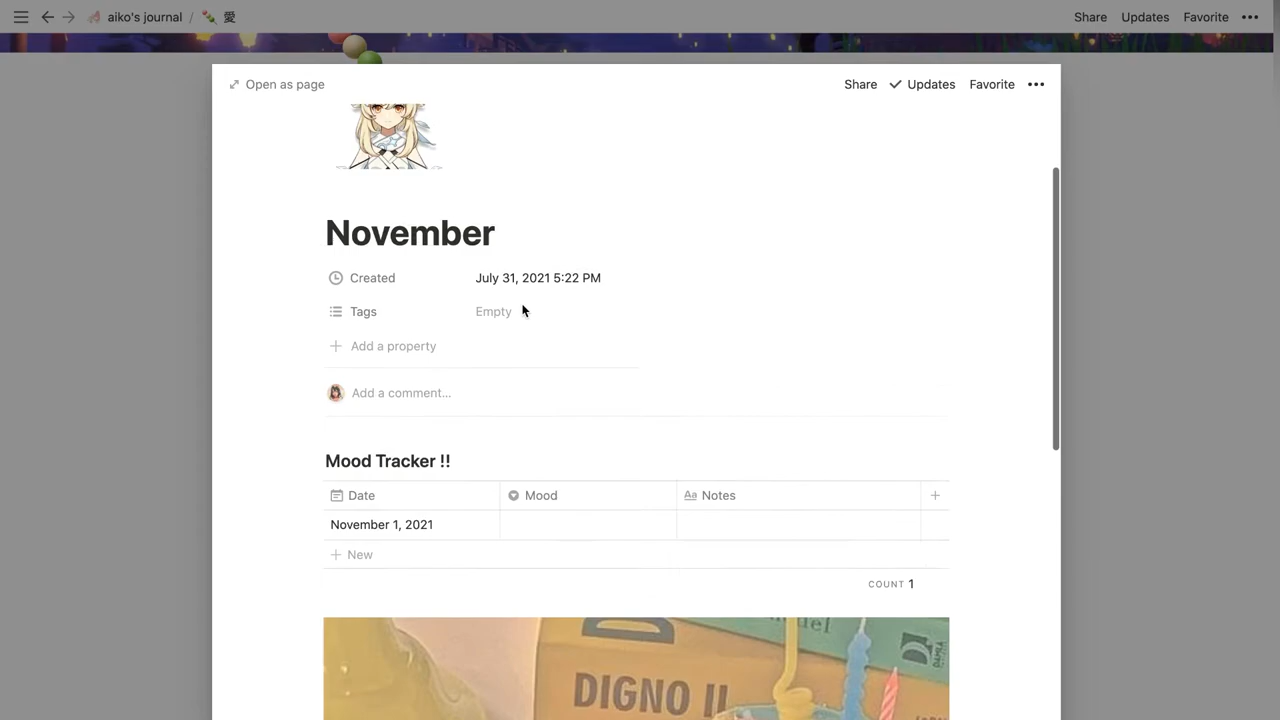 aiko's journal / 🍡 愛
Share Updates Favorite •••
Open as page
Share Updates Favorite •••
November
Created July 31, 2021 5:22 PM
Tags Empty
Add a property
Add a comment...
Mood Tracker !!
Date Mood Notes
November 1, 2021
New
COUNT 1
DIGNO II